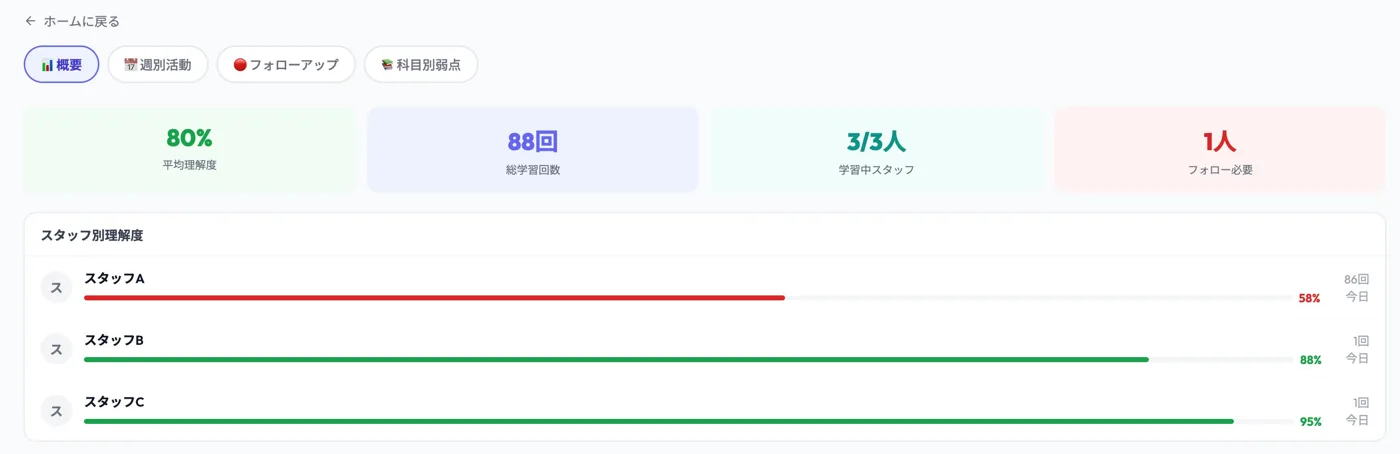 ← ホームに戻る
概要 週別活動 フォローアップ 科目別弱点
80% 88回 3/3人 1人
平均理解度 総学習回数 学習中スタッフ フォロー必要
スタッフ別理解度
ス スタッフA 58% 86回 今日
ス スタッフB 88% 1回 今日
ス スタッフC 95% 1回 今日